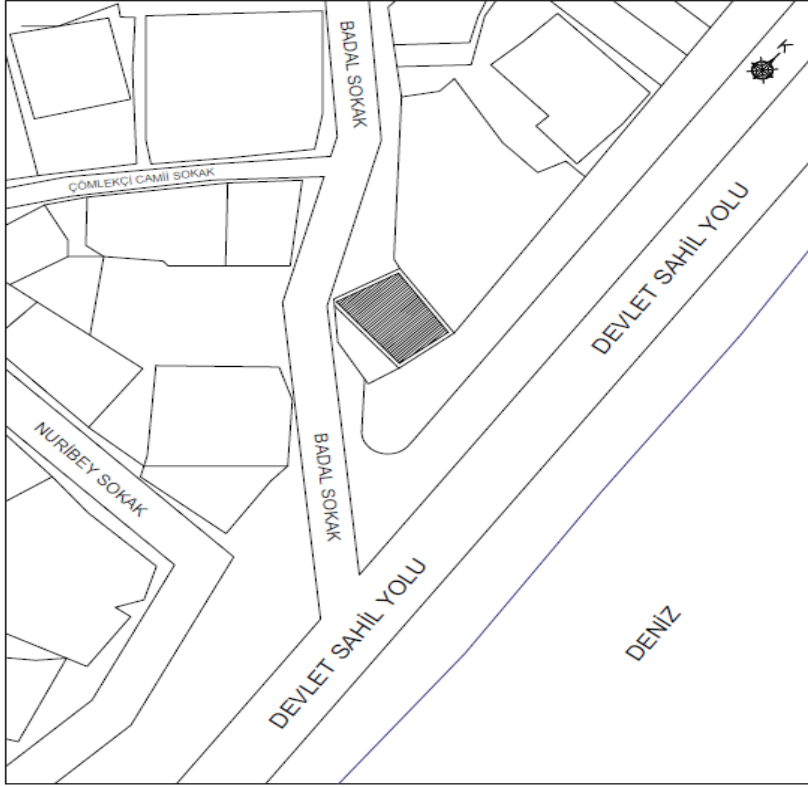 BADAL SOKAK
K
ÇÖMLEKÇİ CAMİİ SOKAK
DEVLET SAHİL YOLU
NURİBEY SOKAK
BADAL SOKAK
DEVLET SAHİL YOLU
DENİZ